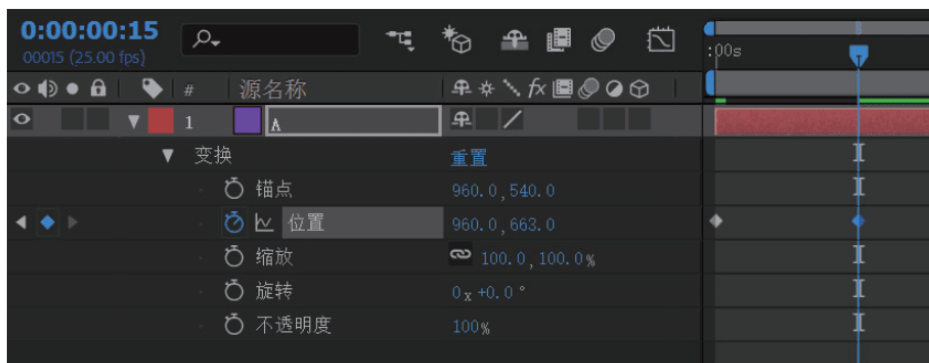 0:00:00:15
00015 (25.00 fps)
:00s
# 源名称 fx
1 A
变换 重置
锚点 960.0,540.0
位置 960.0,663.0
缩放 100.0,100.0%
旋转 0x+0.0°
不透明度 100%